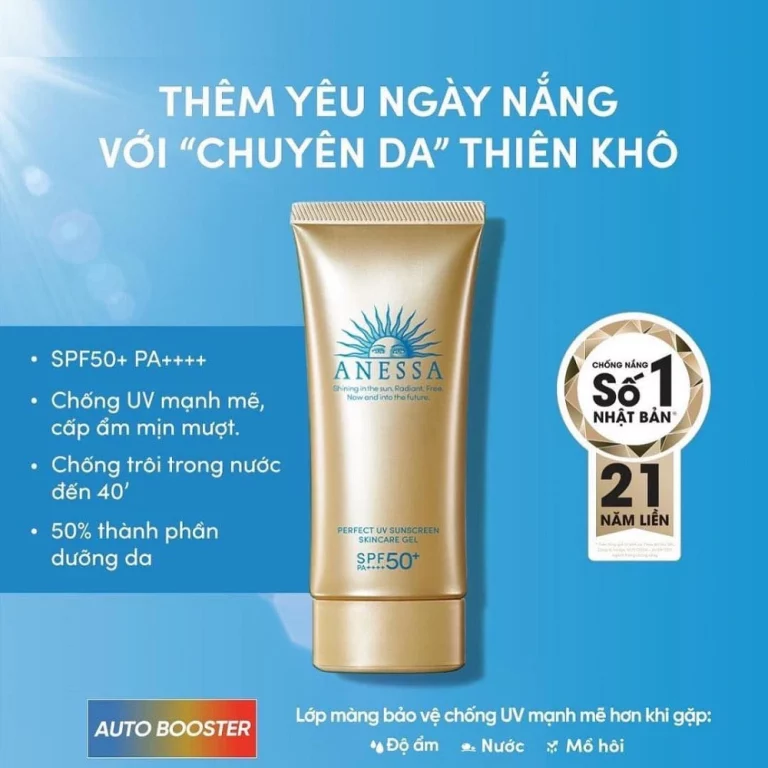 THÊM YÊU NGÀY NẮNG
VỚI “CHUYÊN DA” THIÊN KHÔ
• SPF50+ PA++++
• Chống UV mạnh mẽ,
cấp ẩm mịn mượt.
• Chống trôi trong nước
đến 40’
• 50% thành phần
dưỡng da
ANESSA
Shining in the sun. Radiant. Free.
Now and into the future.
PERFECT UV SUNSCREEN
SKINCARE GEL
SPF50+
PA++++
CHỐNG NẮNG
Số 1
NHẬT BẢN*
21
NĂM LIỀN
AUTO BOOSTER
Lớp màng bảo vệ chống UV mạnh mẽ hơn khi gặp:
Độ ẩm Nước Mồ hôi